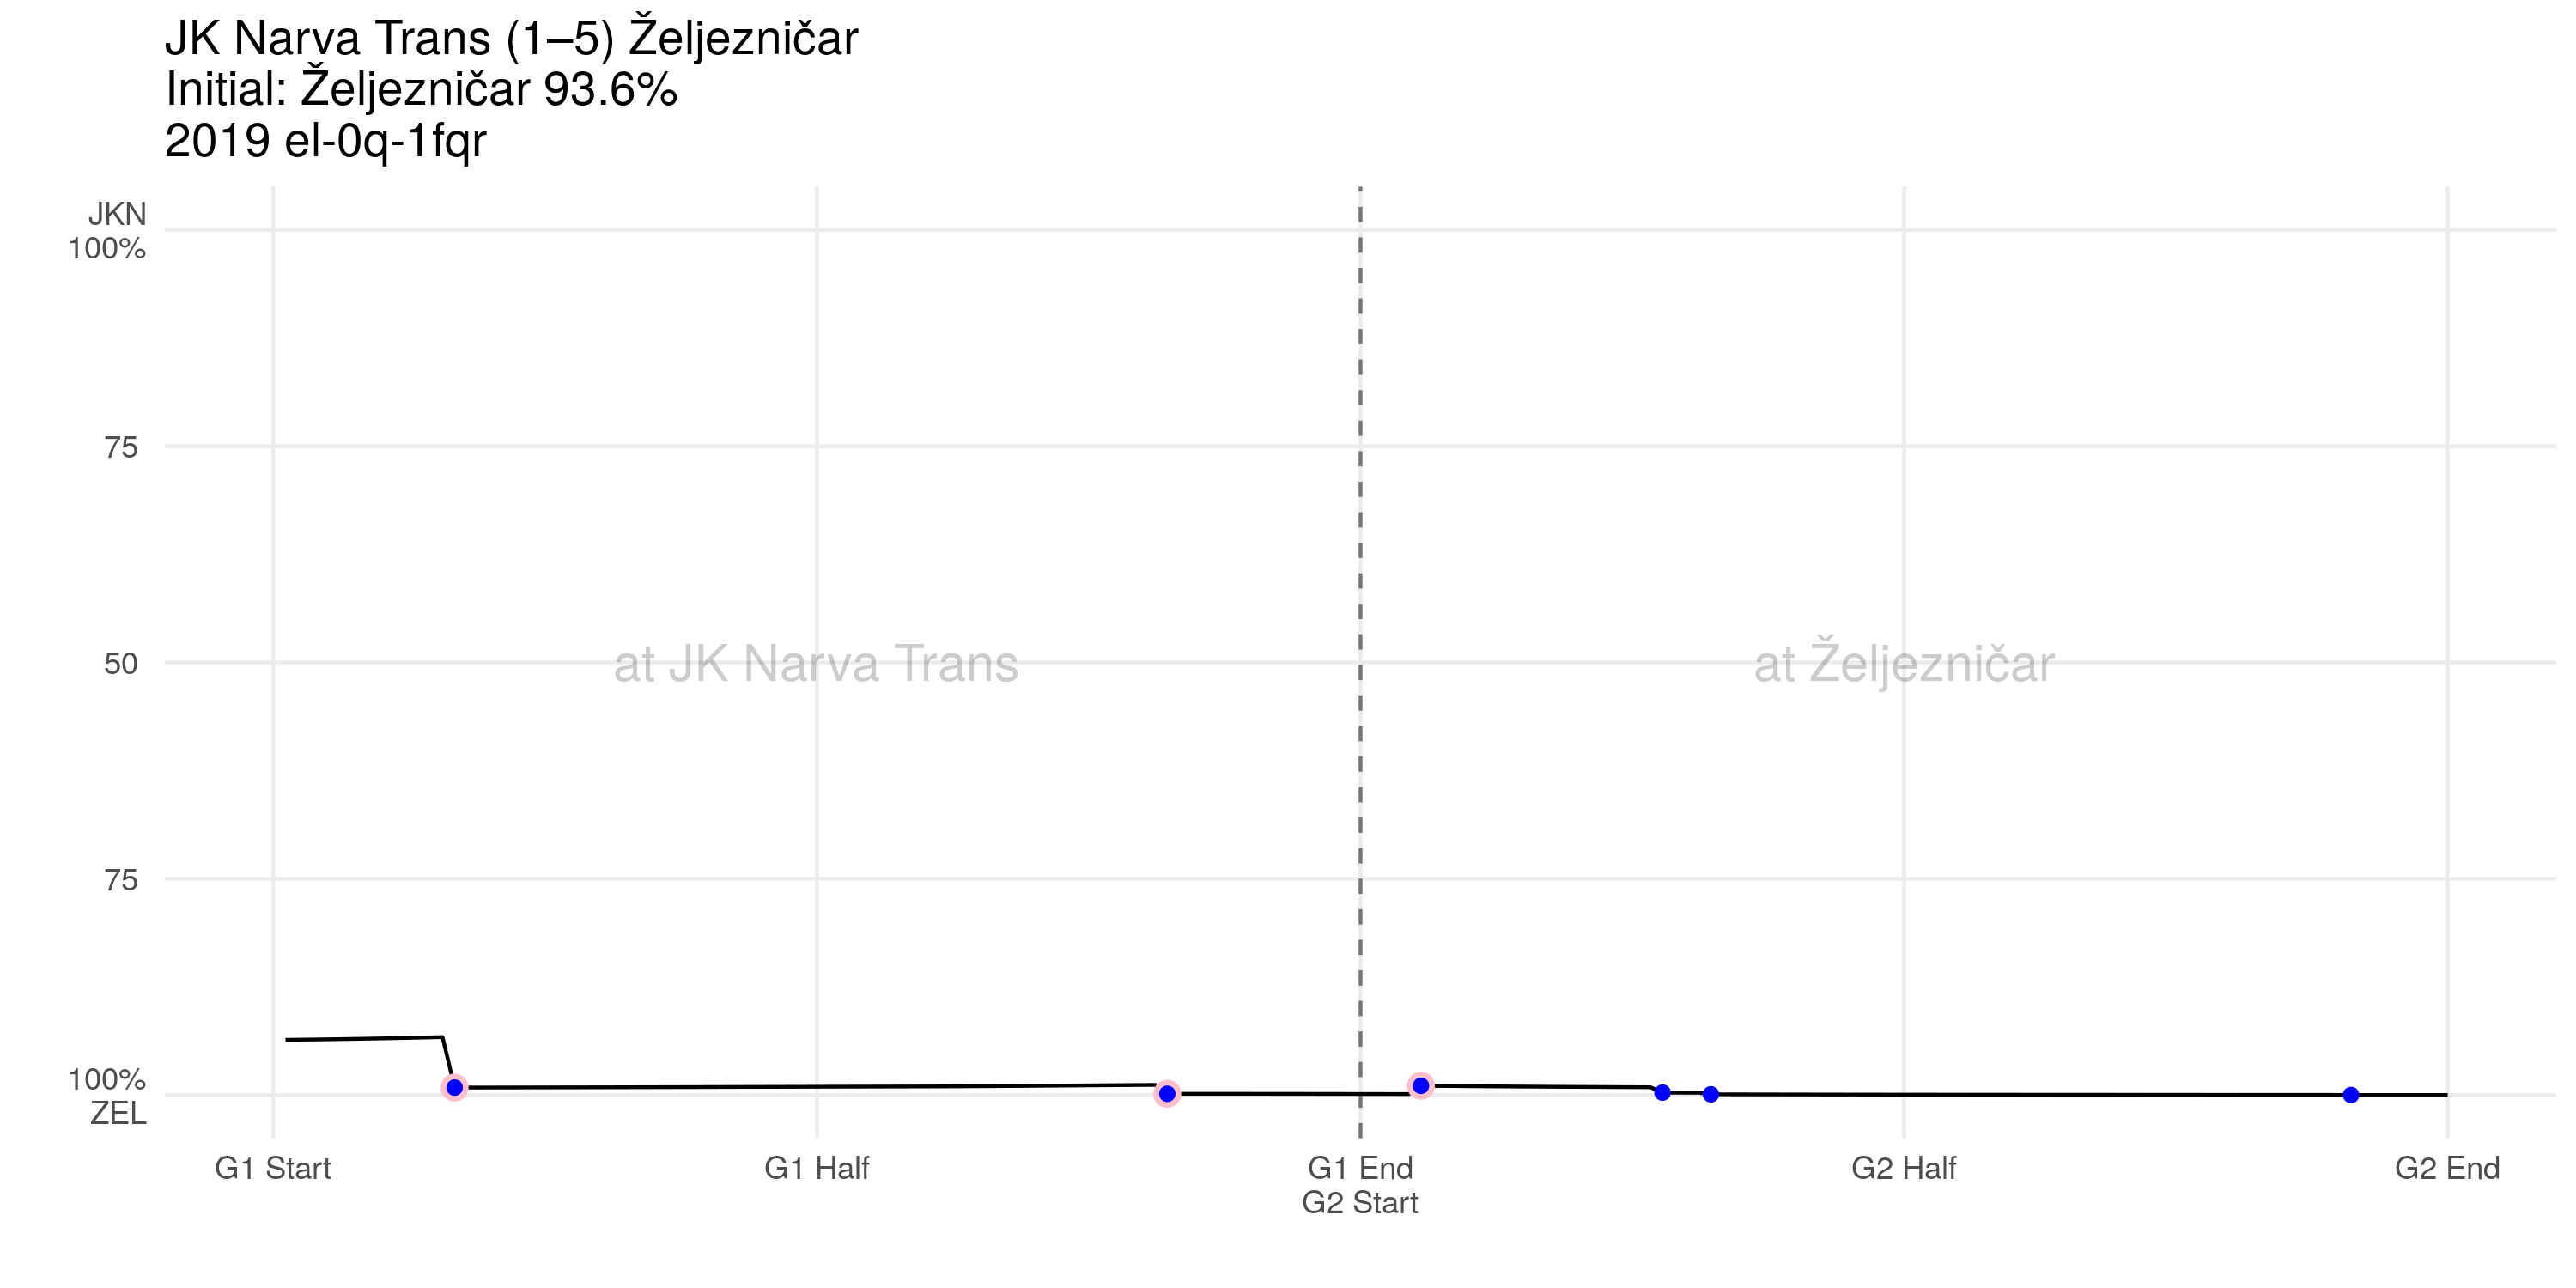 JK Narva Trans (1–5) Željezničar
Initial: Željezničar 93.6%
2019 el-0q-1fqr
JKN
100%
75
50
75
100%
ZEL
at JK Narva Trans
at Željezničar
G1 Start
G1 Half
G1 End
G2 Start
G2 Half
G2 End